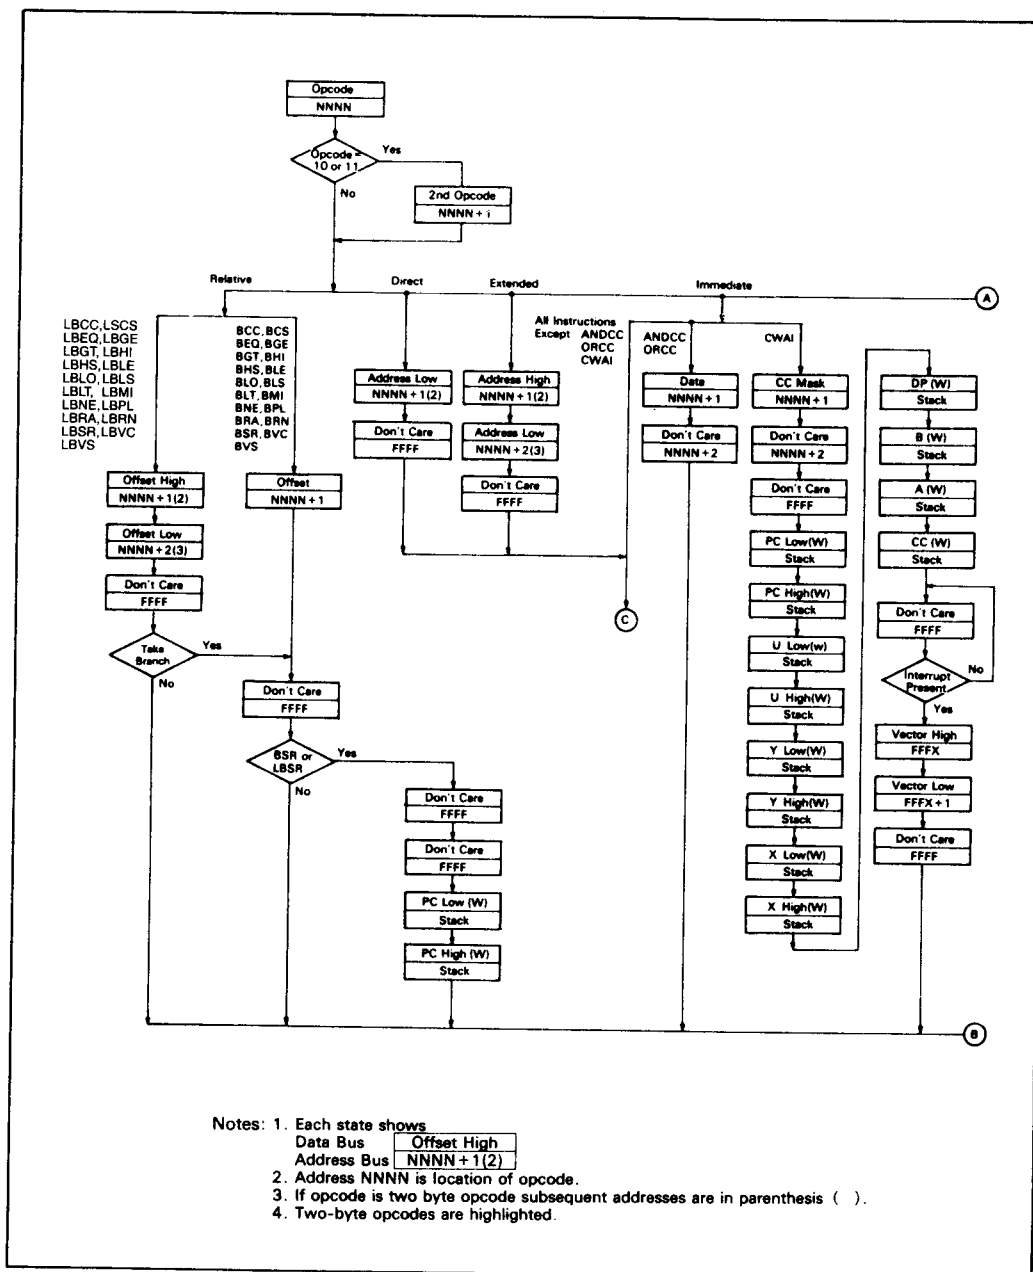 Opcode
NNNN
Opcode =
10 or 11
Yes
No
2nd Opcode
NNNN + i
Relative
Direct
Extended
Immediate
A
LBCC, LSCS
LBEQ, LBGE
LBGT, LBHI
LBHS, LBLE
LBLO, LBLS
LBLT, LBMI
LBNE, LBPL
LBRA, LBRN
LBSR, LBVC
LBVS
Offset High
NNNN + 1(2)
Offset Low
NNNN + 2(3)
Don't Care
FFFF
Take
Branch
Yes
No
BCC, BCS
BEQ, BGE
BGT, BHI
BHS, BLE
BLO, BLS
BLT, BMI
BNE, BPL
BRA, BRN
BSR, BVC
BVS
Offset
NNNN + 1
Don't Care
FFFF
BSR or
LBSR
Yes
No
Don't Care
FFFF
Don't Care
FFFF
PC Low (W)
Stack
PC High (W)
Stack
Address Low
NNNN + 1(2)
Don't Care
FFFF
Address High
NNNN + 1(2)
Address Low
NNNN + 2(3)
Don't Care
FFFF
All Instructions
Except ANDCC
ORCC
CWAI
C
ANDCC
ORCC
Data
NNNN + 1
Don't Care
NNNN + 2
CWAI
CC Mask
NNNN + 1
Don't Care
NNNN + 2
Don't Care
FFFF
PC Low(W)
Stack
PC High(W)
Stack
U Low(w)
Stack
U High(W)
Stack
Y Low(W)
Stack
Y High(W)
Stack
X Low(W)
Stack
X High(W)
Stack
DP (W)
Stack
B (W)
Stack
A (W)
Stack
CC (W)
Stack
Don't Care
FFFF
Interrupt
Present
No
Yes
Vector High
FFFX
Vector Low
FFFX + 1
Don't Care
FFFF
B
Notes: 1. Each state shows
Data Bus Offset High
Address Bus NNNN + 1(2)
2. Address NNNN is location of opcode.
3. If opcode is two byte opcode subsequent addresses are in parenthesis ( ).
4. Two-byte opcodes are highlighted.